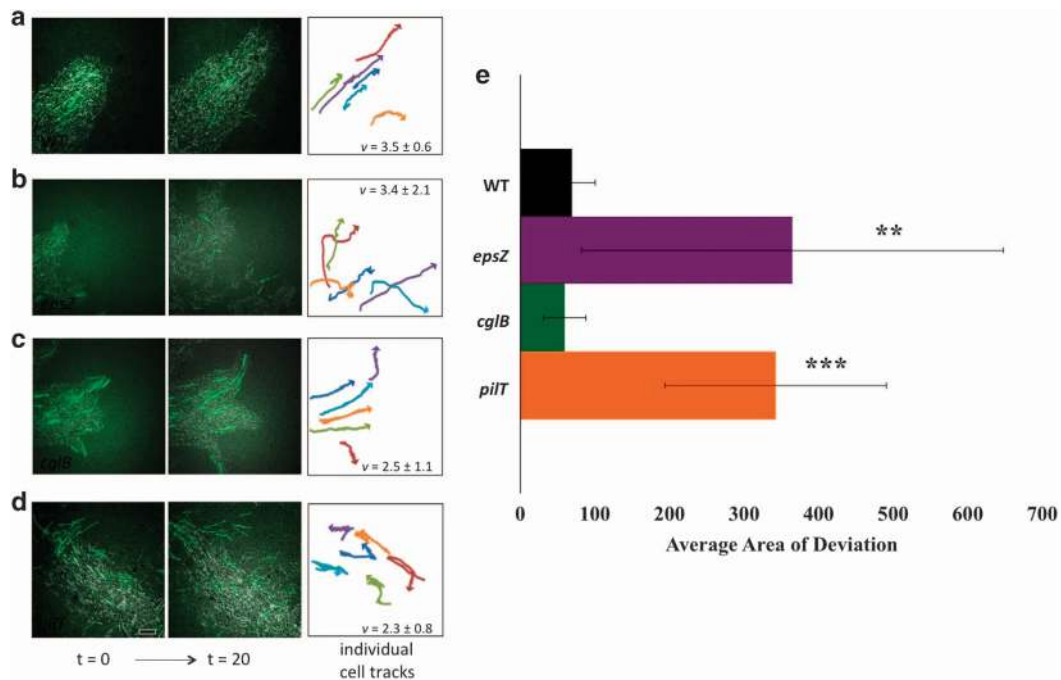 a
v = 3.5 ± 0.6
b
v = 3.4 ± 2.1
epsZ
c
cglB
v = 2.5 ± 1.1
d
v = 2.3 ± 0.8
t = 0
t = 20
individual
cell tracks
e
WT
epsZ
**
cglB
pilT
***
0 100 200 300 400 500 600 700
Average Area of Deviation